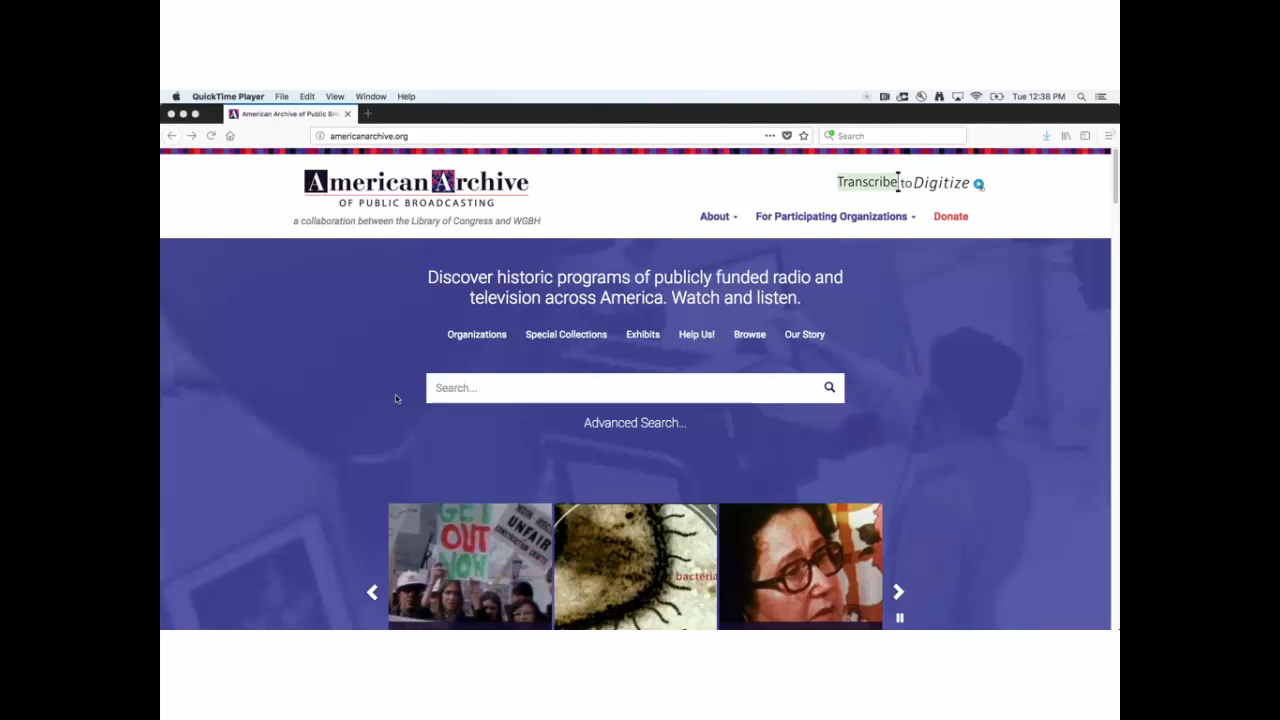 QuickTime Player File Edit View Window Help Tue 12:38 PM
American Archive of Public Bro
americanarchive.org Search
American Archive
OF PUBLIC BROADCASTING
a collaboration between the Library of Congress and WGBH
Transcribe to Digitize
About For Participating Organizations Donate
Discover historic programs of publicly funded radio and
television across America. Watch and listen.
Organizations Special Collections Exhibits Help Us! Browse Our Story
Search...
Advanced Search...
GET
OUT
NOW
UNFAIR
bacteria